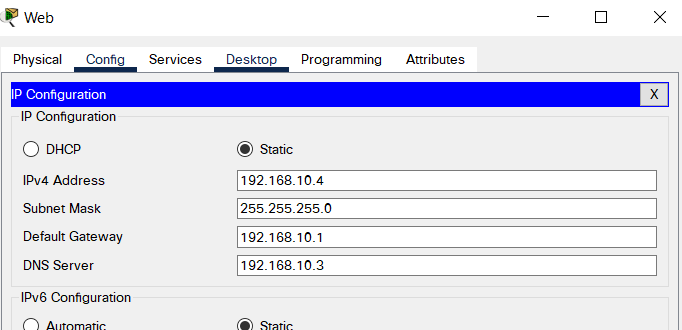 Web
Physical Config Services Desktop Programming Attributes
IP Configuration X
IP Configuration
DHCP Static
IPv4 Address 192.168.10.4
Subnet Mask 255.255.255.0
Default Gateway 192.168.10.1
DNS Server 192.168.10.3
IPv6 Configuration
Automatic Static